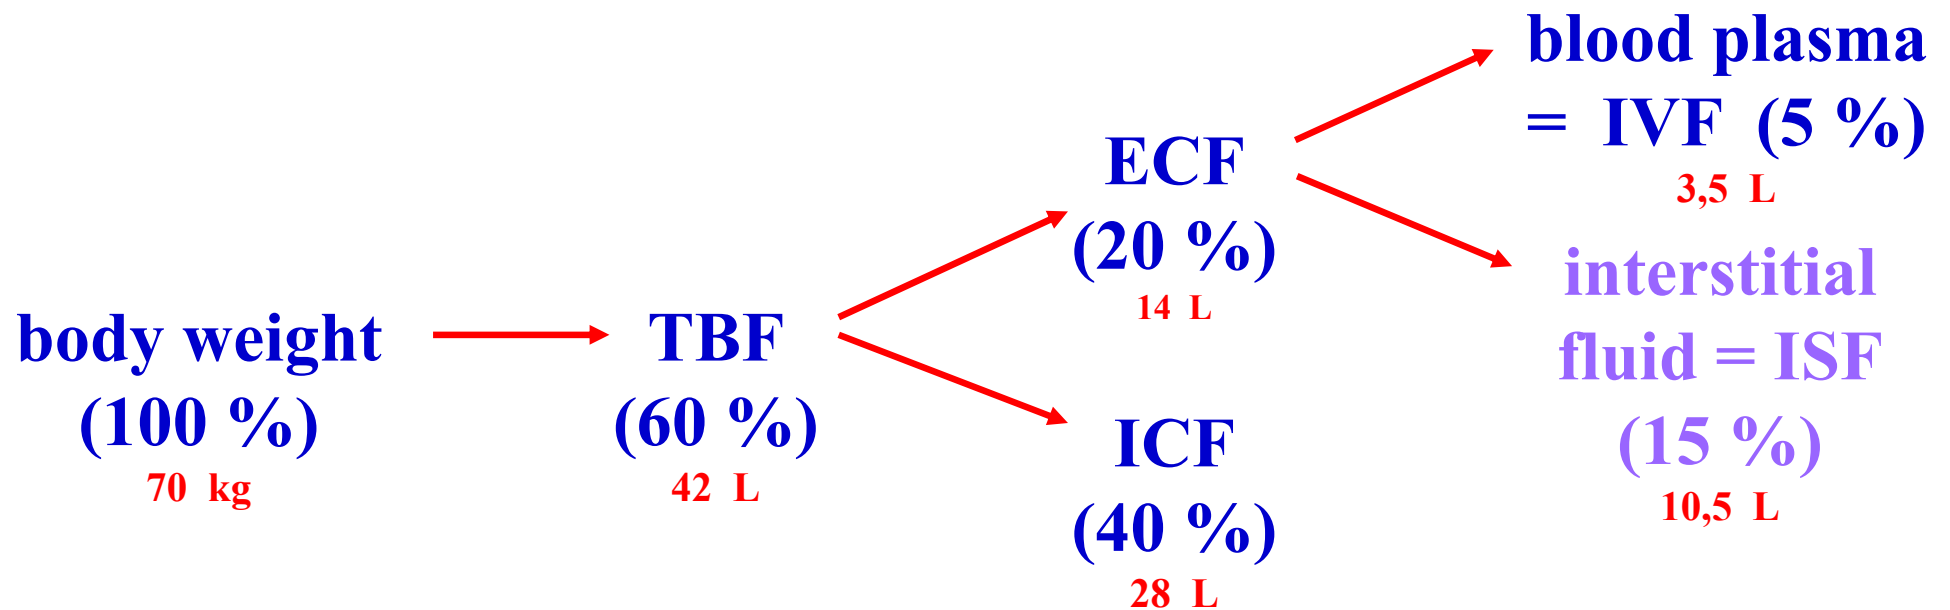 body weight
(100 %)
70 kg
TBF
(60 %)
42 L
ECF
(20 %)
14 L
ICF
(40 %)
28 L
blood plasma
= IVF (5 %)
3,5 L
interstitial
fluid = ISF
(15 %)
10,5 L